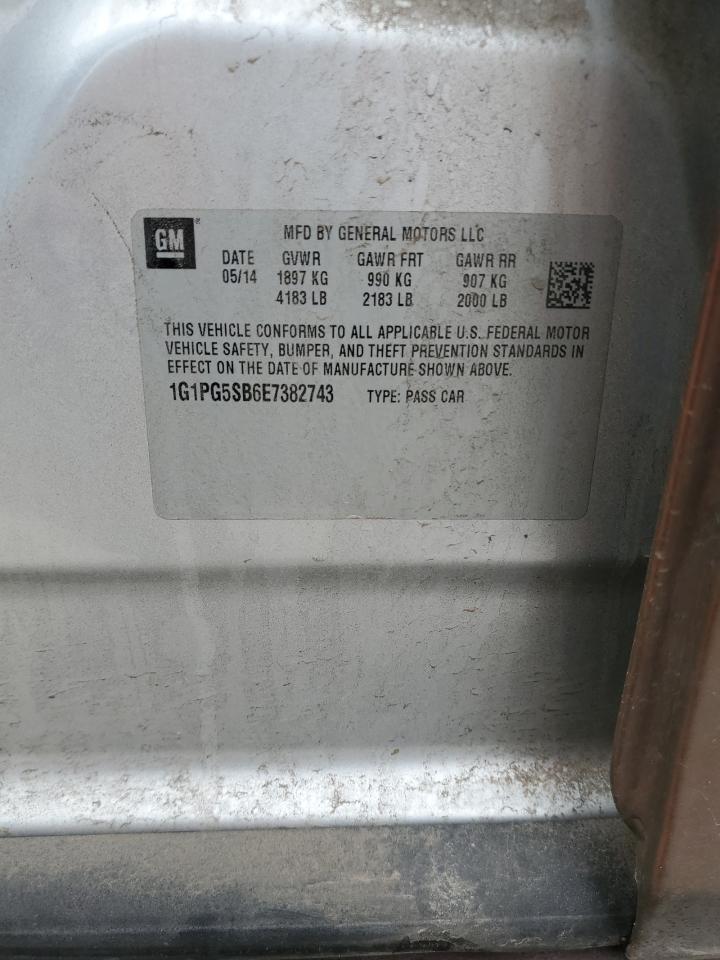 GM
MFD BY GENERAL MOTORS LLC
DATE GVWR GAWR FRT GAWR RR
05/14 1897 KG 990 KG 907 KG
4183 LB 2183 LB 2000 LB
THIS VEHICLE CONFORMS TO ALL APPLICABLE U.S. FEDERAL MOTOR
VEHICLE SAFETY, BUMPER, AND THEFT PREVENTION STANDARDS IN
EFFECT ON THE DATE OF MANUFACTURE SHOWN ABOVE.
1G1PG5SB6E7382743 TYPE: PASS CAR